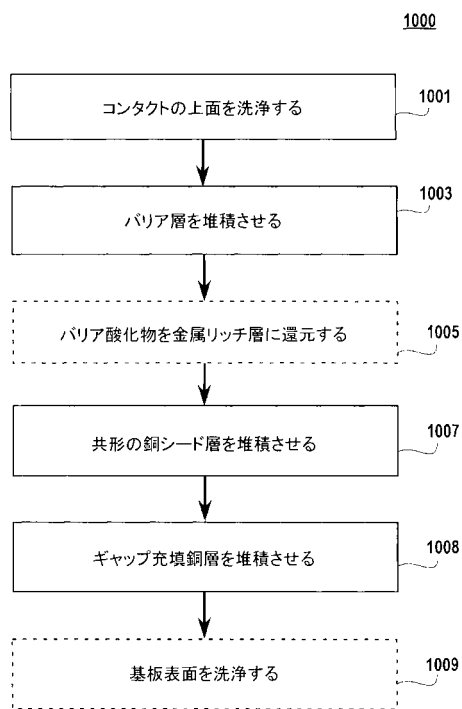 1000
コンタクトの上面を洗浄する
1001
バリア層を堆積させる
1003
バリア酸化物を金属リッチ層に還元する
1005
共形の銅シード層を堆積させる
1007
ギャップ充填銅層を堆積させる
1008
基板表面を洗浄する
1009